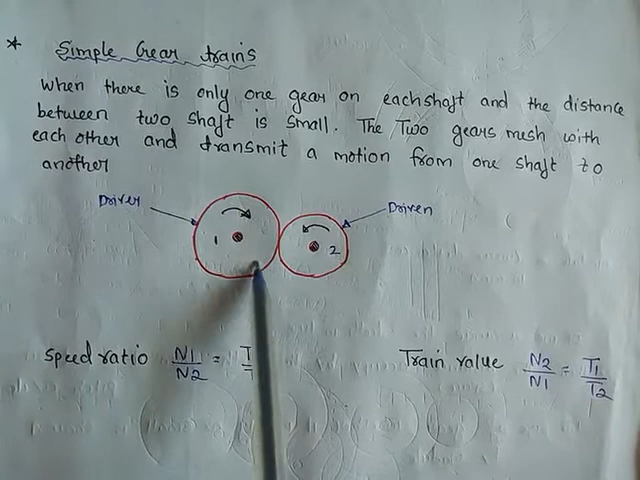 * Simple Gear trains
When there is only one gear on each shaft and the distance
between two shaft is small. The Two gears mesh with
each other and transmit a motion from one shaft to
another
Driver
Driven
1
2
Speed ratio N1/N2 = T
Train value N2/N1 = T1/T2